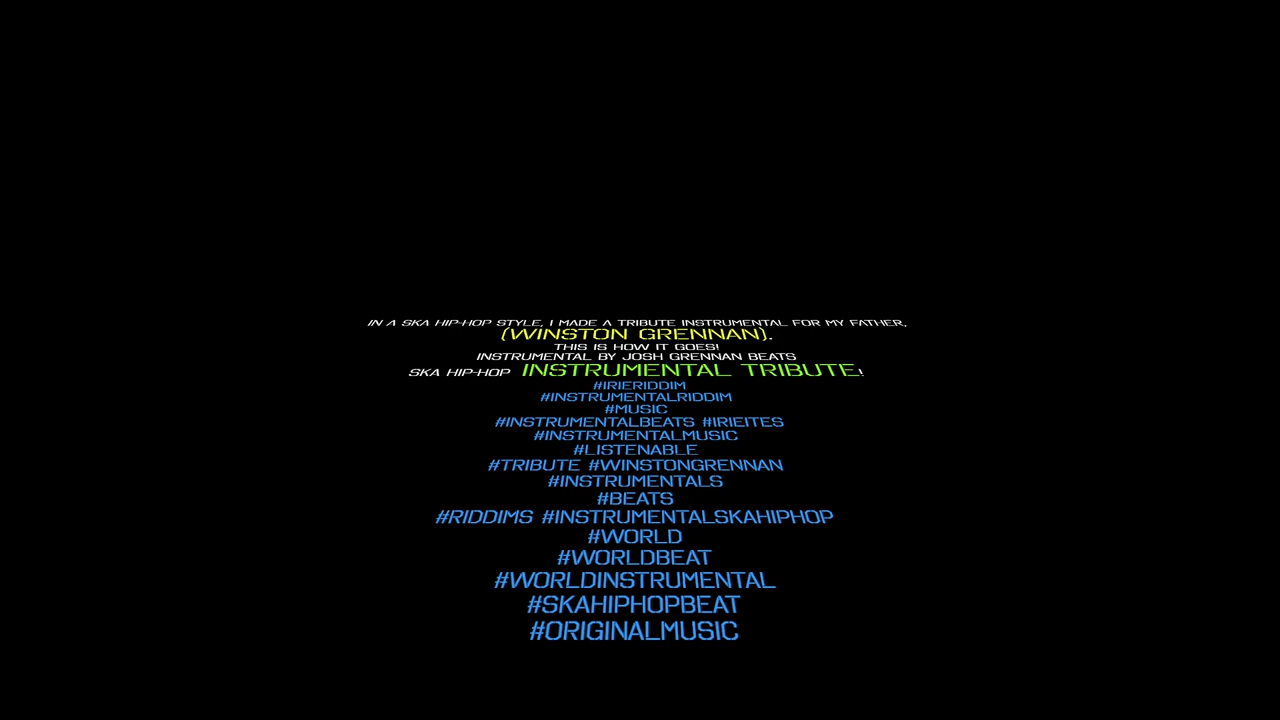 IN A SKA HIP-HOP STYLE, I MADE A TRIBUTE INSTRUMENTAL FOR MY FATHER,
(WINSTON GRENNAN).
THIS IS HOW IT GOES!
INSTRUMENTAL BY JOSH GRENNAN BEATS
SKA HIP-HOP INSTRUMENTAL TRIBUTE!
#IRIERIDDIM
#INSTRUMENTALRIDDIM
#MUSIC
#INSTRUMENTALBEATS #IRIEITES
#INSTRUMENTALMUSIC
#LISTENABLE
#TRIBUTE #WINSTONGRENNAN
#INSTRUMENTALS
#BEATS
#RIDDIMS #INSTRUMENTALSKAHIPHOP
#WORLD
#WORLDBEAT
#WORLDINSTRUMENTAL
#SKAHIPHOPBEAT
#ORIGINALMUSIC